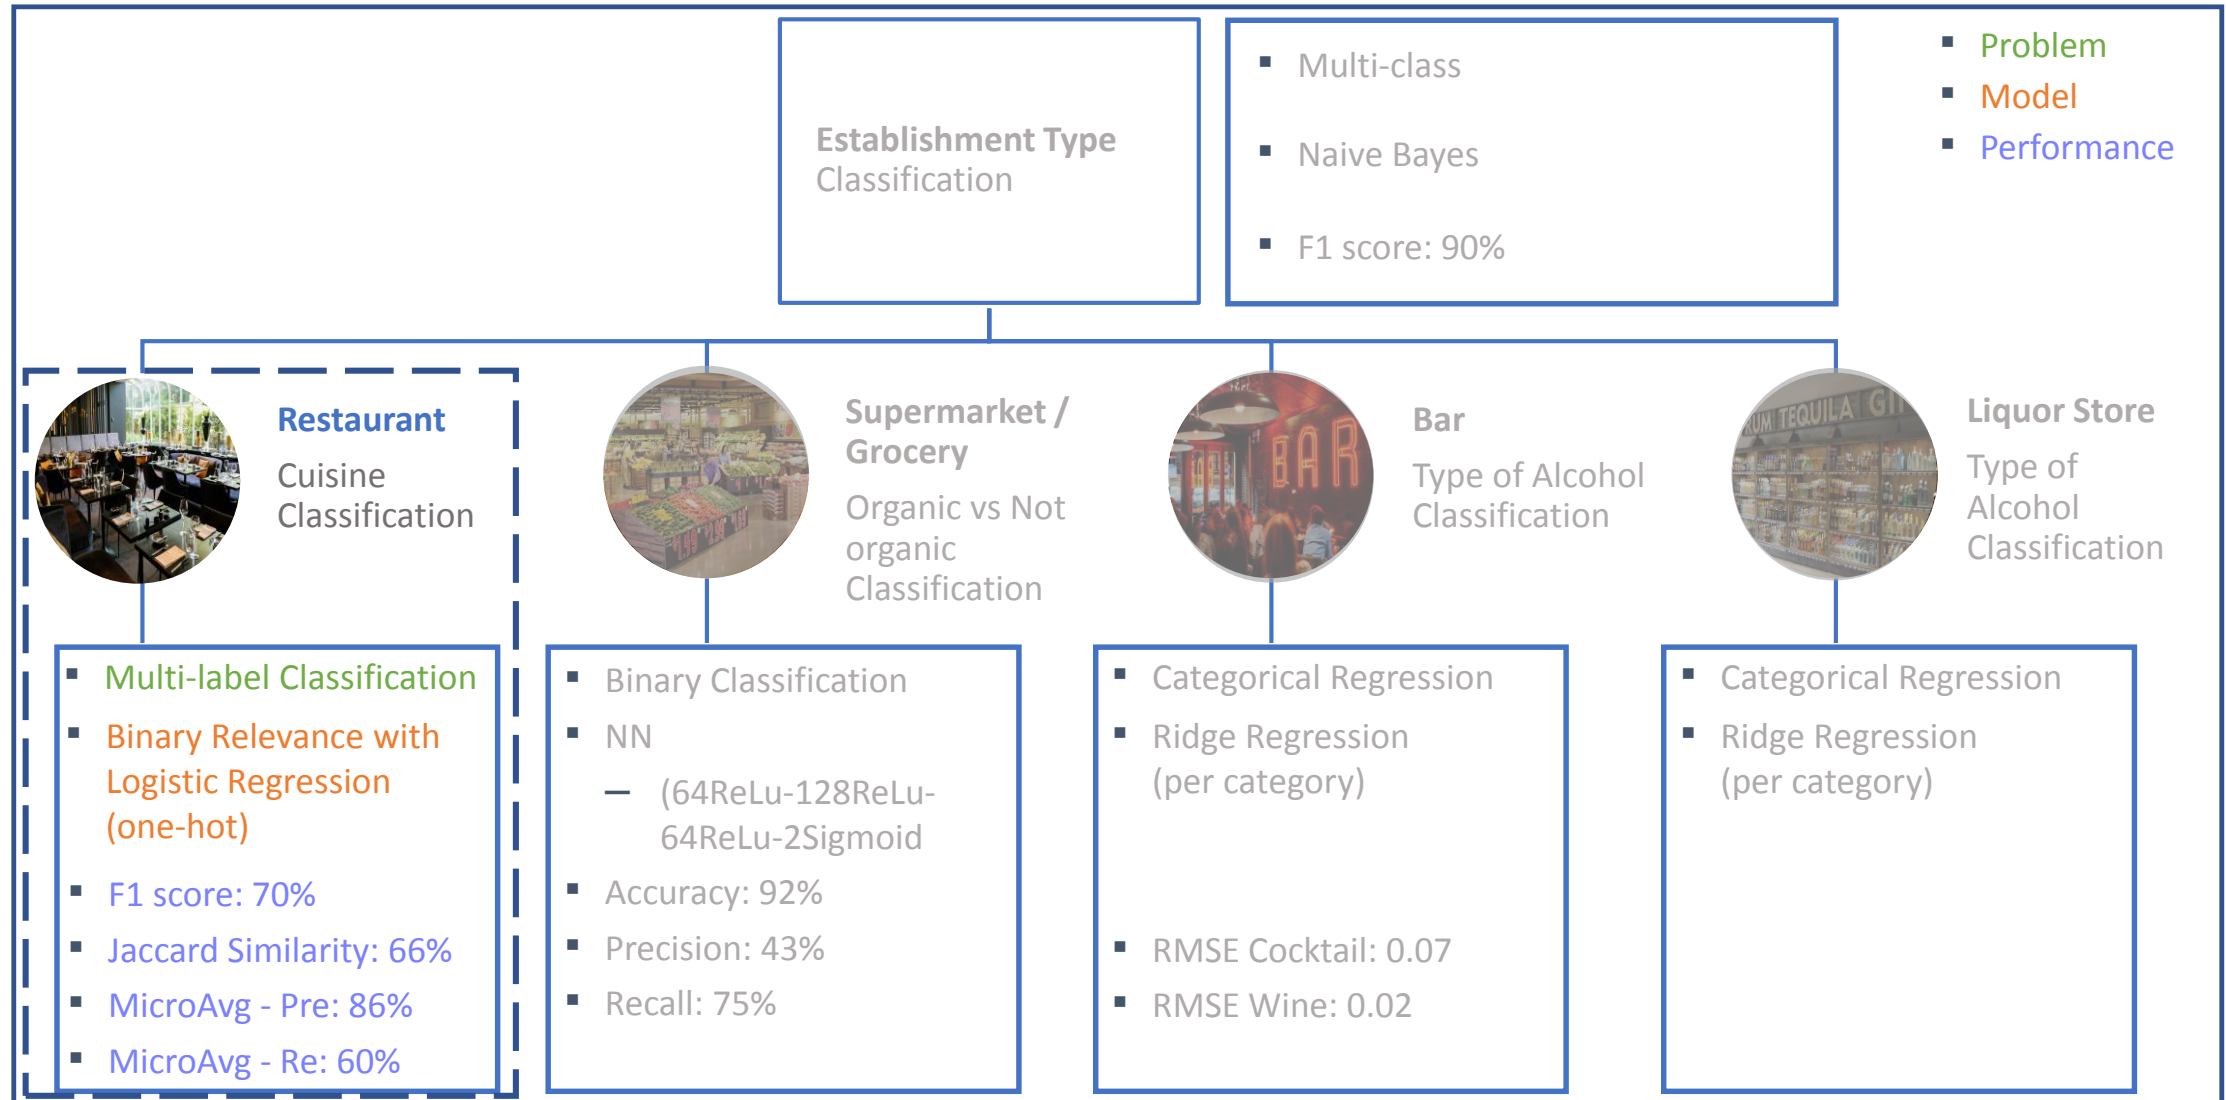 Establishment Type
Classification
Multi-class
Naive Bayes
F1 score: 90%
Problem
Model
Performance
Restaurant
Cuisine
Classification
Supermarket /
Grocery
Organic vs Not
organic
Classification
BAR
Bar
Type of Alcohol
Classification
RUM TEQUILA GI
Liquor Store
Type of
Alcohol
Classification
Multi-label Classification
Binary Relevance with
Logistic Regression
(one-hot)
F1 score: 70%
Jaccard Similarity: 66%
MicroAvg - Pre: 86%
MicroAvg - Re: 60%
Binary Classification
NN
— (64ReLu-128ReLu-
64ReLu-2Sigmoid
Accuracy: 92%
Precision: 43%
Recall: 75%
Categorical Regression
Ridge Regression
(per category)
RMSE Cocktail: 0.07
RMSE Wine: 0.02
Categorical Regression
Ridge Regression
(per category)